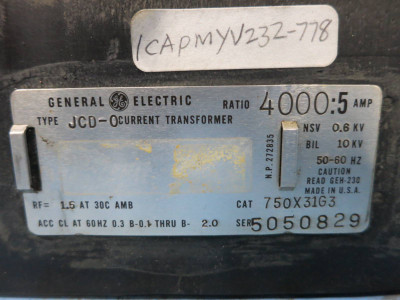 1CAPMYV232-778
GENERAL GE ELECTRIC RATIO 4000:5 AMP
TYPE JCD-0 CURRENT TRANSFORMER
NSV 0.6 KV
BIL 10 KV
50-60 HZ
CAUTION
READ GEH-230
MADE IN U.S.A.
N.P. 272835
RF= 1.5 AT 30C AMB CAT 750X31G3
ACC CL AT 60HZ 0.3 B-0.1 THRU B- 2.0 SER 5050829